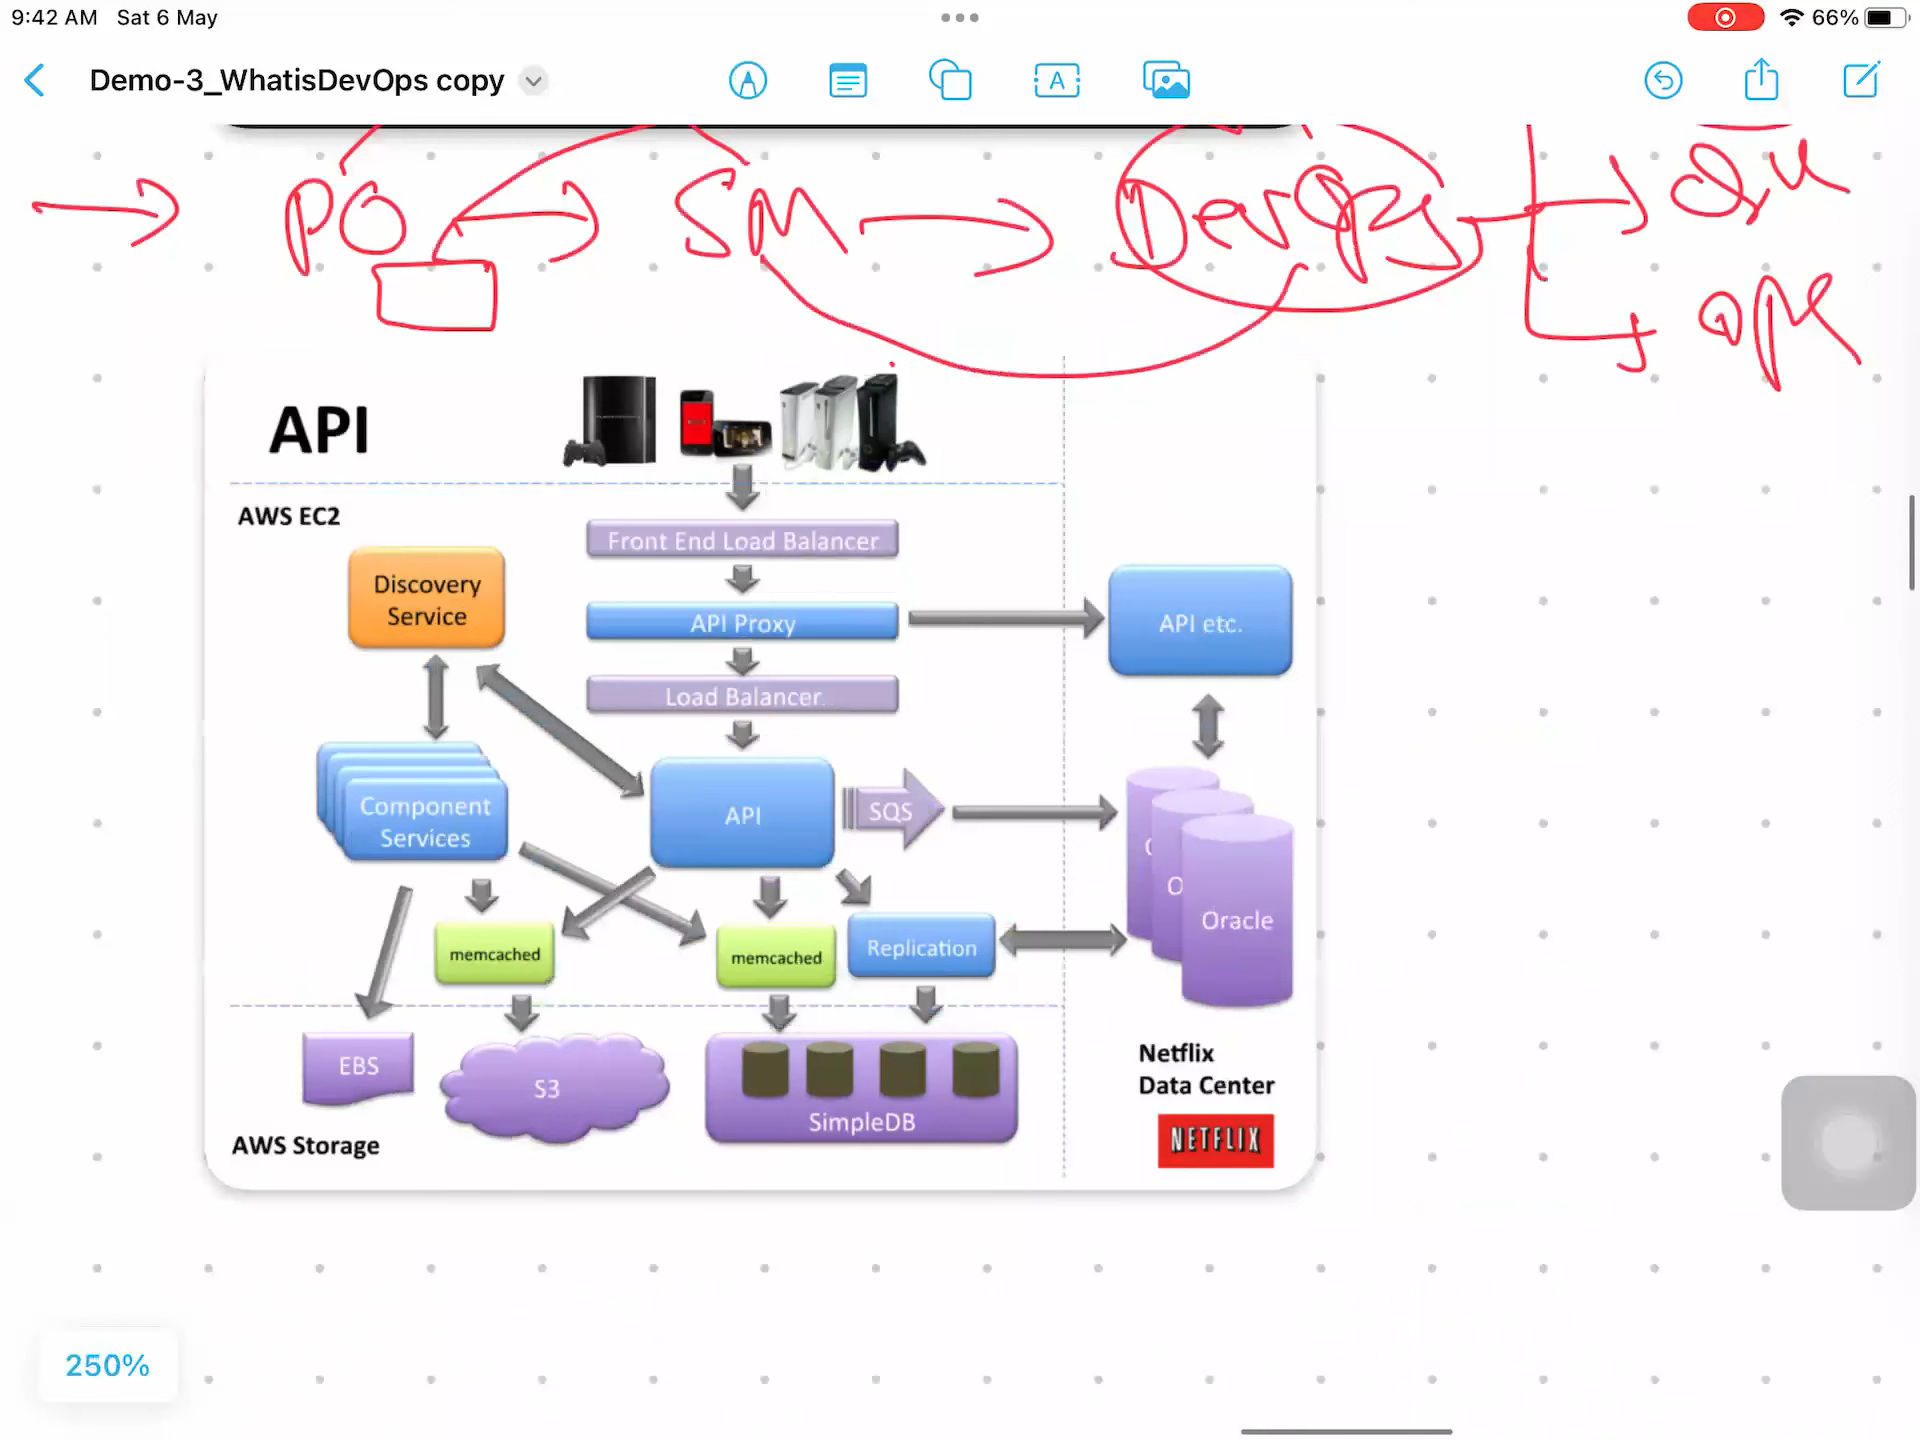 9:42 AM Sat 6 May
66%
Demo-3_WhatisDevOps copy
A
PO SM DevOps
API
AWS EC2
Front End Load Balancer
Discovery
Service
API Proxy
API etc.
Load Balancer
Component
Services
API
SQS
O
Oracle
memcached
memcached
Replication
EBS
S3
SimpleDB
AWS Storage
Netflix
Data Center
NETFLIX
250%